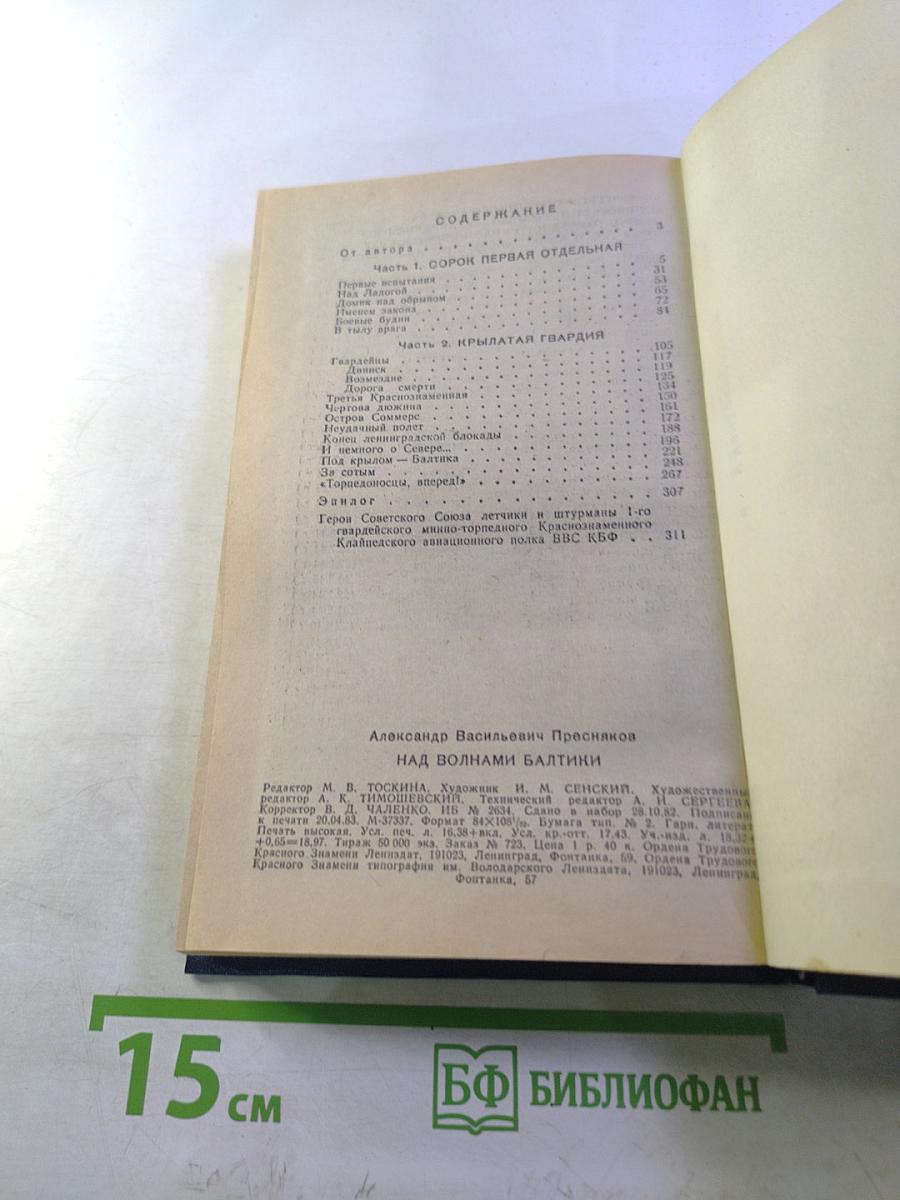 СОДЕРЖАНИЕ
От автора . . . . . . . . . . . . . . 3
Часть 1. СОРОК ПЕРВАЯ ОТДЕЛЬНАЯ
Первые испытания . . . . . . . . . . 5
Над Ладогой . . . . . . . . . . 31
Домик над обрывом . . . . . . . . . . 53
Именем закона . . . . . . . . . . 65
Боевые будни . . . . . . . . . . 72
В тылу врага . . . . . . . . . . 84
Часть 2. КРЫЛАТАЯ ГВАРДИЯ
Гвардейцы . . . . . . . . . . 105
Двинск . . . . . . . . . . 117
Возмездие . . . . . . . . . . 119
Дорога смерти . . . . . . . . . . 125
Третья Краснознаменная . . . . . . . . . . 134
Чертова дюжина . . . . . . . . . . 150
Остров Соммерс . . . . . . . . . . 161
Неудачный полет . . . . . . . . . . 172
Конец ленинградской блокады . . . . . . . . . . 188
И немного о Севере... . . . . . . . . . . 196
Под крылом — Балтика . . . . . . . . . . 221
За сотым . . . . . . . . . . 248
«Торпедоносцы, вперед!» . . . . . . . . . . 267
Эпилог . . . . . . . . . . 307
Герои Советского Союза летчики и штурманы 1-го
гвардейского минно-торпедного Краснознаменного
Клайпедского авиационного полка ВВС КБФ . . 311
Александр Васильевич Пресняков
НАД ВОЛНАМИ БАЛТИКИ
Редактор М. В. ТОСКИНА. Художник И. М. СЕНСКИЙ. Художественный
редактор А. К. ТИМОШЕВСКИЙ. Технический редактор А. И. СЕРГЕЕВА
Корректор В. Д. ЧАЛЕНКО. ИБ № 2634. Сдано в набор 28.10.82. Подписано
к печати 20.04.83. М-37337. Формат 84×108¹/₃₂. Бумага тип. № 2. Гарн. литерат
Печать высокая. Усл. печ. л. 16,38+вкл. Усл. кр.-отт. 17,43. Уч.-изд. л. 18,32+
+0,65=18,97. Тираж 50 000 экз. Заказ № 723. Цена 1 р. 40 к. Ордена Трудового
Красного Знамени Лениздат, 191023, Ленинград, Фонтанка, 59. Ордена Трудового
Красного Знамени типография им. Володарского Лениздата, 191023, Ленинград,
Фонтанка, 57
15 см
БФ БИБЛИОФАН